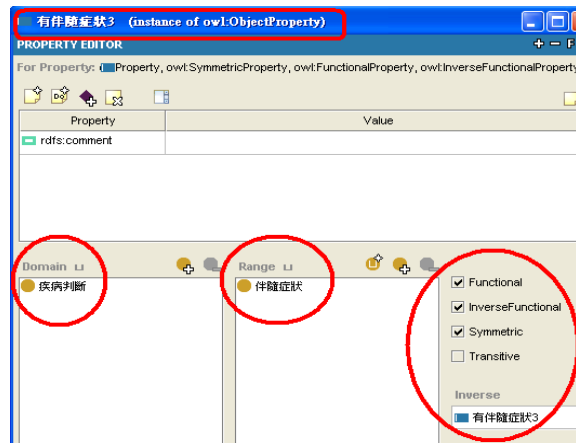 有伴隨症狀3 (instance of owl:ObjectProperty)
PROPERTY EDITOR
For Property: Property, owl:SymmetricProperty, owl:FunctionalProperty, owl:InverseFunctionalProperty
Property Value
rdfs:comment
Domain Range
疾病判斷 伴隨症狀
Functional
InverseFunctional
Symmetric
Transitive
Inverse
有伴隨症狀3